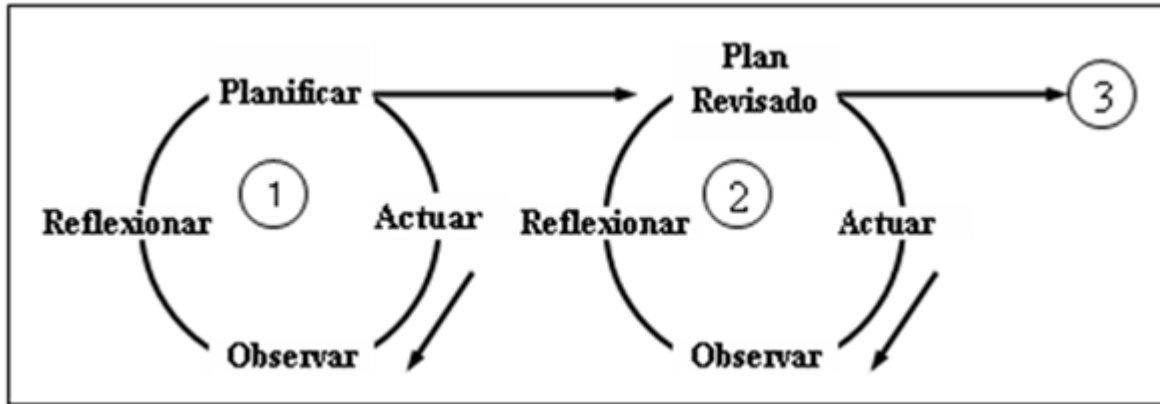 Planificar
1
Reflexionar
Actuar
Observar
Plan
Revisado
2
Reflexionar
Actuar
Observar
3